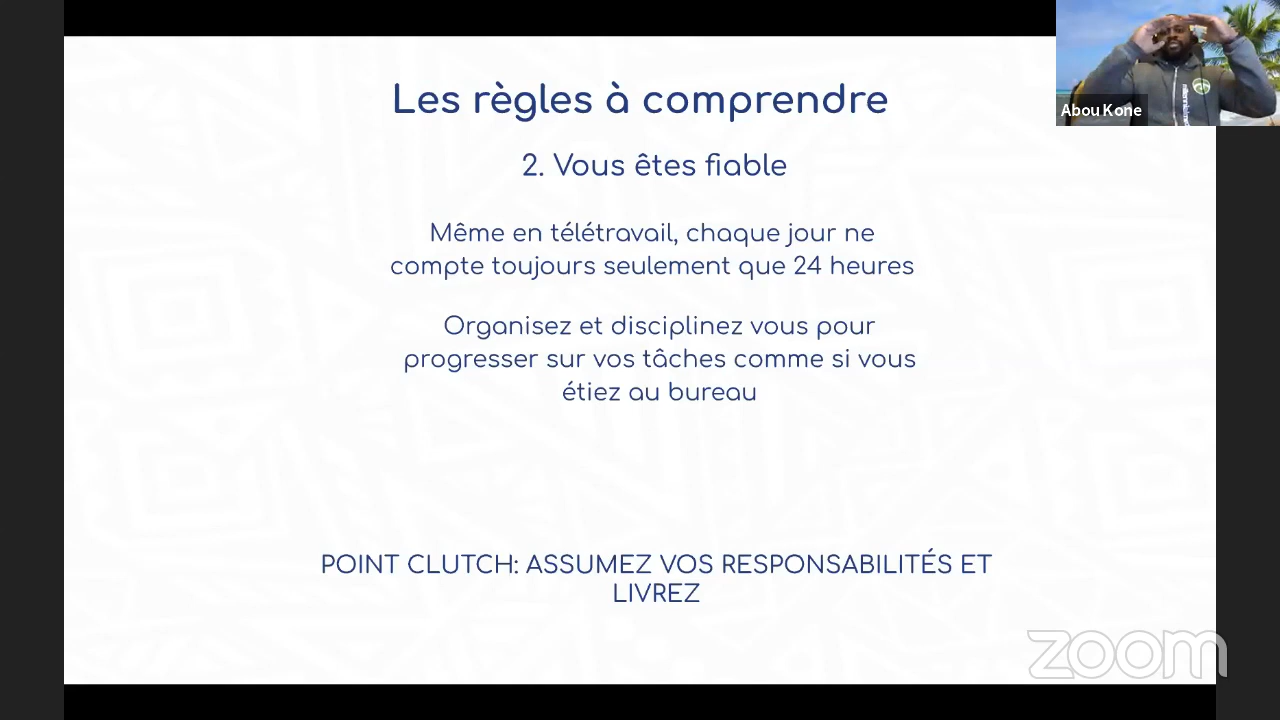 Les règles à comprendre
2. Vous êtes fiable
Même en télétravail, chaque jour ne
compte toujours seulement que 24 heures
Organisez et disciplinez vous pour
progresser sur vos tâches comme si vous
étiez au bureau
POINT CLUTCH: ASSUMEZ VOS RESPONSABILITÉS ET
LIVREZ
Abou Kone
zoom